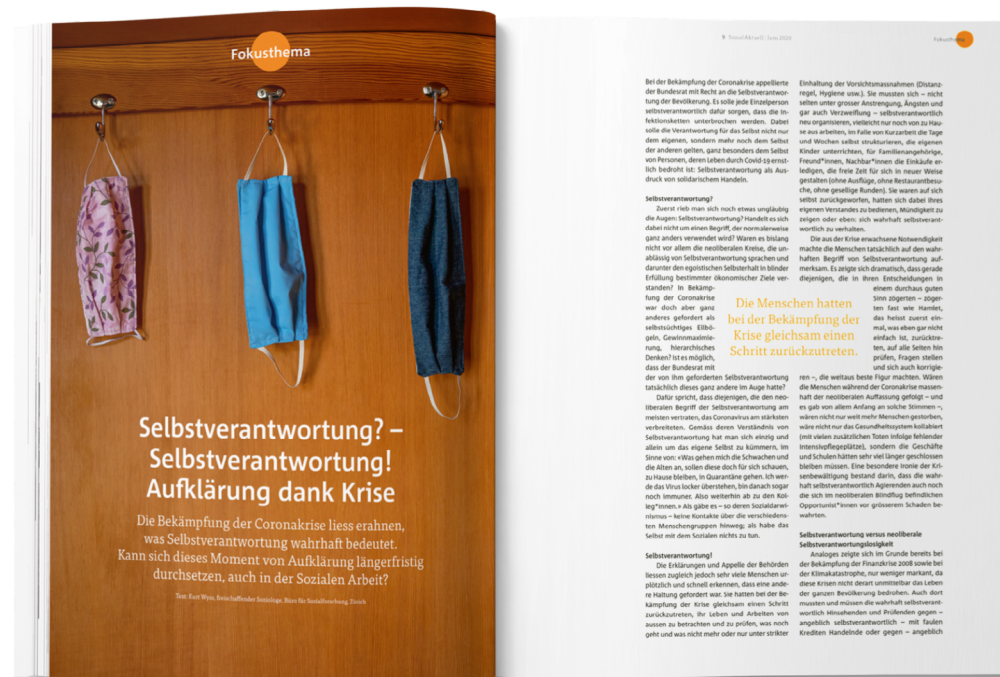 Fokusthema
Selbstverantwortung? –
Selbstverantwortung!
Aufklärung dank Krise
Die Bekämpfung der Coronakrise liess erahnen,
was Selbstverantwortung wahrhaft bedeutet.
Kann sich dieses Moment von Aufklärung längerfristig
durchsetzen, auch in der Sozialen Arbeit?
Text: Kurt Wyss, freischaffender Soziologe, Büro für Sozialforschung, Zürich
SozialAktuell
Juni 2020
Fokusthema
Bei der Bekämpfung der Coronakrise appellierte
der Bundesrat mit Recht an die Selbstverantwor-
tung der Bevölkerung. Es solle jede Einzelperson
selbstverantwortlich dafür sorgen, dass die In-
fektionsketten unterbrochen werden. Dabei
solle die Verantwortung für das Selbst nicht nur
dem eigenen, sondern mehr noch dem Selbst
der anderen gelten, ganz besonders dem Selbst
von Personen, deren Leben durch Covid-19 ernst-
lich bedroht ist: Selbstverantwortung als Aus-
druck von solidarischem Handeln.
Selbstverantwortung?
Zuerst rieb man sich noch etwas ungläubig
die Augen: Selbstverantwortung? Handelt es sich
dabei nicht um einen Begriff, der normalerweise
ganz anders verwendet wird? Waren es bislang
nicht vor allem die neoliberalen Kreise, die un-
ablässig von Selbstverantwortung sprachen und
darunter den egoistischen Selbsterhalt in blinder
Erfüllung bestimmter ökonomischer Ziele ver-
standen? In Bekämp-
fung der Coronakrise
war doch aber ganz
anderes gefordert als
selbstsüchtiges Ellbö-
geln, Gewinnmaximie-
rung, hierarchisches
Denken? Ist es möglich,
dass der Bundesrat mit
der von ihm geforderten Selbstverantwortung
tatsächlich dieses ganz andere im Auge hatte?
Dafür spricht, dass diejenigen, die den neo-
liberalen Begriff der Selbstverantwortung am
meisten vertraten, das Coronavirus am stärksten
verbreiteten. Gemäss deren Verständnis von
Selbstverantwortung hat man sich einzig und
allein um das eigene Selbst zu kümmern, im
Sinne von: «Was gehen mich die Schwachen und
die Alten an, sollen diese doch für sich schauen,
zu Hause bleiben, in Quarantäne gehen. Ich wer-
de das Virus locker überstehen, bin danach sogar
noch immuner. Also weiterhin ab zu den Kol-
leg*innen.» Als gäbe es – so deren Sozialdarwi-
nismus – keine Kontakte über die verschiedens-
ten Menschengruppen hinweg; als habe das
Selbst mit dem Sozialen nichts zu tun.
Selbstverantwortung!
Die Erklärungen und Appelle der Behörden
liessen zugleich jedoch sehr viele Menschen ur-
plötzlich und schnell erkennen, dass eine ande-
re Haltung gefordert war. Sie hatten bei der Be-
kämpfung der Krise gleichsam einen Schritt
zurückzutreten, ihr Leben und Arbeiten von
aussen zu betrachten und zu prüfen, was noch
geht und was nicht mehr oder nur unter strikter
Die Menschen hatten
bei der Bekämpfung der
Krise gleichsam einen
Schritt zurückzutreten.
Einhaltung der Vorsichtsmassnahmen (Distanz-
regel, Hygiene usw.). Sie mussten sich – nicht
selten unter grosser Anstrengung, Ängsten und
gar auch Verzweiflung – selbstverantwortlich
neu organisieren, vielleicht nur noch von zu Hau-
se aus arbeiten, im Falle von Kurzarbeit die Tage
und Wochen selbst strukturieren, die eigenen
Kinder unterrichten, für Familienangehörige,
Freund*innen, Nachbar*innen die Einkäufe er-
ledigen, die freie Zeit für sich in neuer Weise
gestalten (ohne Ausflüge, ohne Restaurantbesu-
che, ohne gesellige Runden). Sie waren auf sich
selbst zurückgeworfen, hatten sich dabei ihres
eigenen Verstandes zu bedienen, Mündigkeit zu
zeigen oder eben: sich wahrhaft selbstverant-
wortlich zu verhalten.
Die aus der Krise erwachsene Notwendigkeit
machte die Menschen tatsächlich auf den wahr-
haften Begriff von Selbstverantwortung auf-
merksam. Es zeigte sich dramatisch, dass gerade
diejenigen, die in ihren Entscheidungen in
einem durchaus guten
Sinn zögerten – zöger-
ten fast wie Hamlet,
das heisst zuerst ein-
mal, was eben gar nicht
einfach ist, zurücktre-
ten, auf alle Seiten hin
prüfen, Fragen stellen
und sich auch korrigie-
ren –, die weitaus beste Figur machten. Wären
die Menschen während der Coronakrise massen-
haft der neoliberalen Auffassung gefolgt – und
es gab von allem Anfang an solche Stimmen –,
wären nicht nur weit mehr Menschen gestorben,
wäre nicht nur das Gesundheitssystem kollabiert
(mit vielen zusätzlichen Toten infolge fehlender
Intensivpflegeplätze), sondern die Geschäfte
und Schulen hätten sehr viel länger geschlossen
bleiben müssen. Eine besondere Ironie der Kri-
senbewältigung bestand darin, dass die wahr-
haft selbstverantwortlich Agierenden auch noch
die sich im neoliberalen Blindflug befindlichen
Opportunist*innen vor grösserem Schaden be-
wahrten.
Selbstverantwortung versus neoliberale
Selbstverantwortungslosigkeit
Analoges zeigte sich im Grunde bereits bei
der Bekämpfung der Finanzkrise 2008 sowie bei
der Klimakatastrophe, nur weniger markant, da
diese Krisen nicht derart unmittelbar das Leben
der ganzen Bevölkerung bedrohen. Auch dort
mussten und müssen die wahrhaft selbstverant-
wortlich Hinsehenden und Prüfenden gegen –
angeblich selbstverantwortlich – mit faulen
Krediten Handelnde oder gegen – angeblich